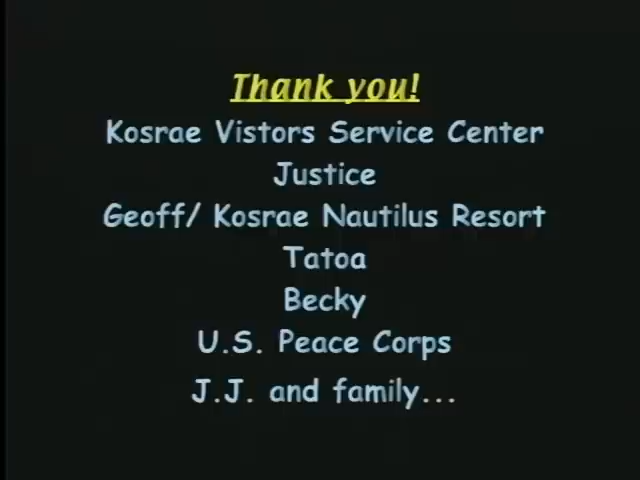 Thank you!
Kosrae Vistors Service Center
Justice
Geoff/ Kosrae Nautilus Resort
Tatoa
Becky
U.S. Peace Corps
J.J. and family...